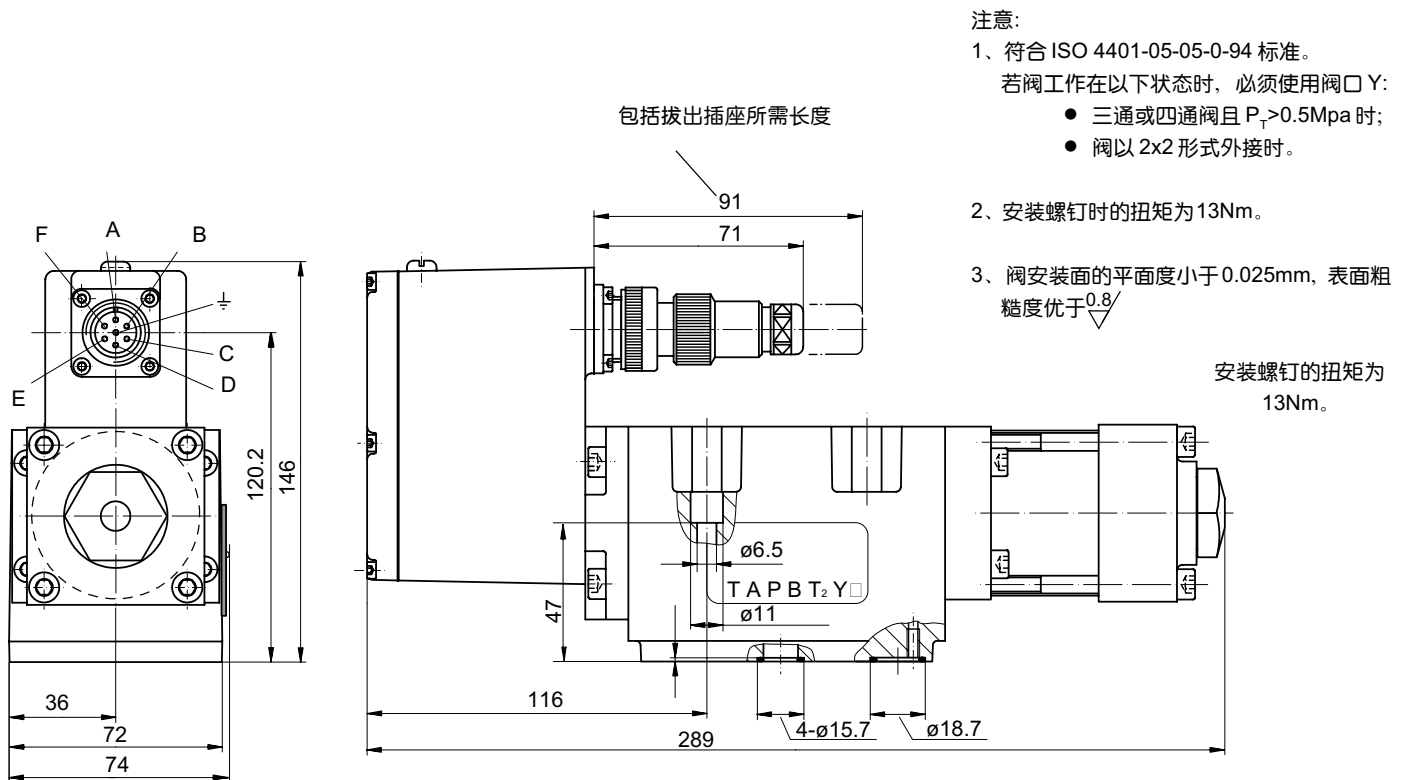 注意:
1、符合 ISO 4401-05-05-0-94 标准。
若阀工作在以下状态时, 必须使用阀口 Y:
● 三通或四通阀且 P_T>0.5Mpa 时;
● 阀以 2x2 形式外接时。
2、安装螺钉时的扭矩为13Nm。
3、阀安装面的平面度小于0.025mm, 表面粗
糙度优于0.8
安装螺钉的扭矩为
13Nm。
包括拔出插座所需长度
91
71
F
A
B
C
D
E
120.2
146
36
72
74
47
ø6.5
T A P B T₂ Y□
ø11
116
4-ø15.7
ø18.7
289